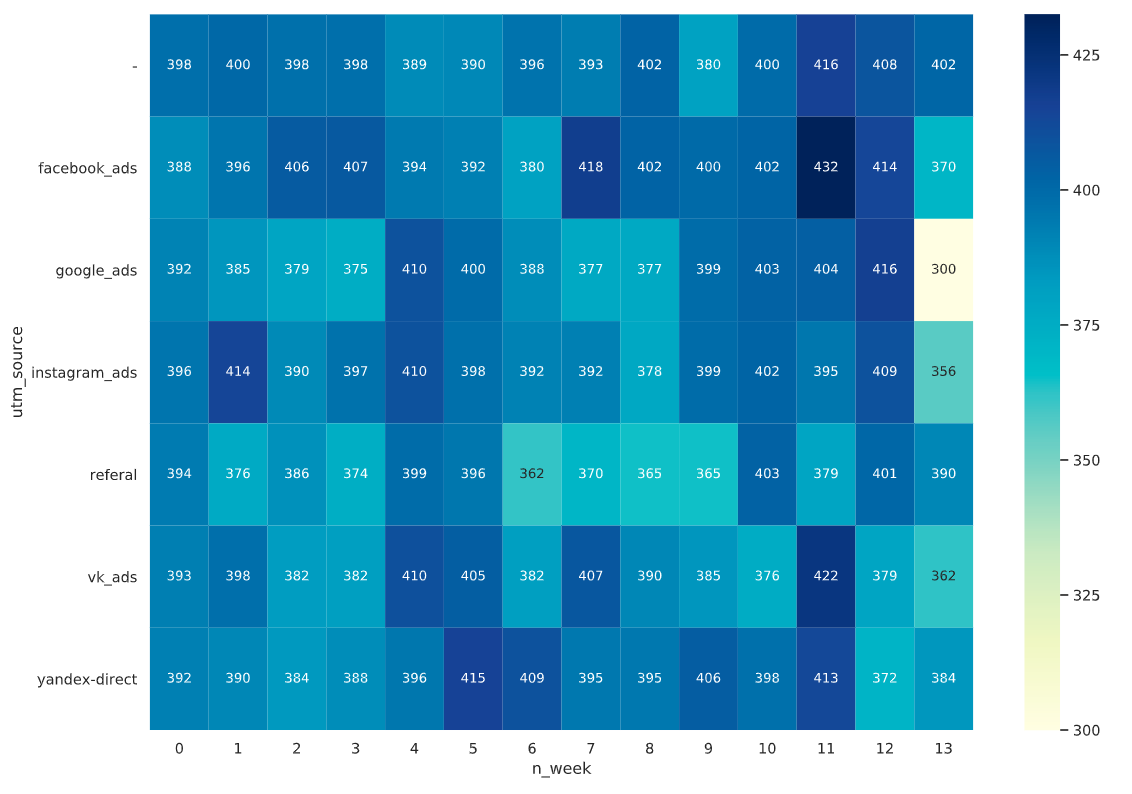 - 398 400 398 398 389 390 396 393 402 380 400 416 408 402 425
facebook_ads 388 396 406 407 394 392 380 418 402 400 402 432 414 370 400
google_ads 392 385 379 375 410 400 388 377 377 399 403 404 416 300
375
utm_source
instagram_ads 396 414 390 397 410 398 392 392 378 399 402 395 409 356
350
referal 394 376 386 374 399 396 362 370 365 365 403 379 401 390
vk_ads 393 398 382 382 410 405 382 407 390 385 376 422 379 362
325
yandex-direct 392 390 384 388 396 415 409 395 395 406 398 413 372 384
300
0 1 2 3 4 5 6 7 8 9 10 11 12 13
n_week